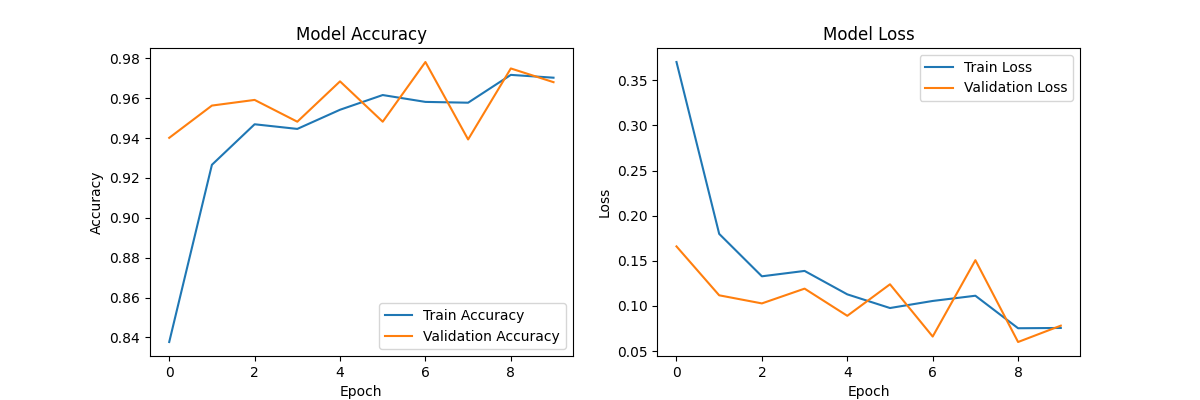 Model Accuracy
Accuracy
0.98
0.96
0.94
0.92
0.90
0.88
0.86
0.84
0 2 4 6 8
Epoch
Train Accuracy
Validation Accuracy
Model Loss
Loss
0.35
0.30
0.25
0.20
0.15
0.10
0.05
0 2 4 6 8
Epoch
Train Loss
Validation Loss